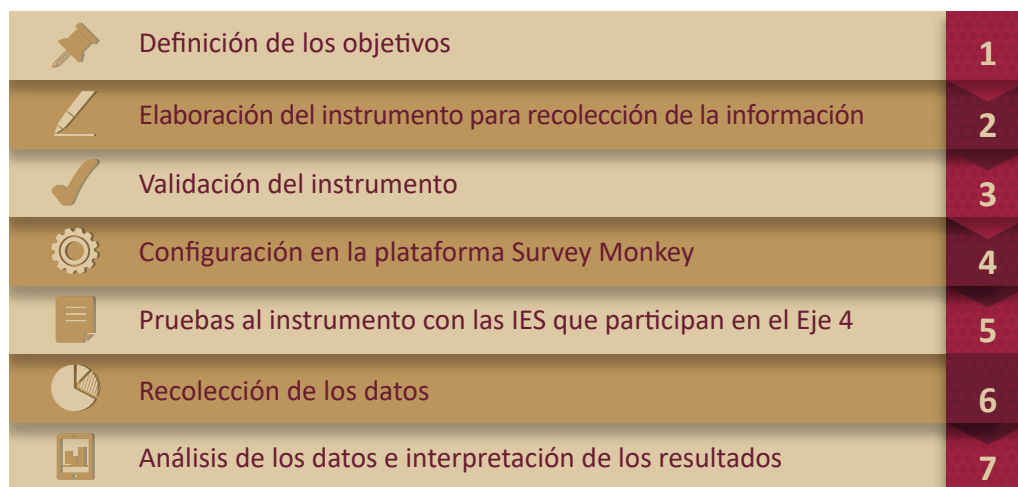 Definición de los objetivos 1
Elaboración del instrumento para recolección de la información 2
Validación del instrumento 3
Configuración en la plataforma Survey Monkey 4
Pruebas al instrumento con las IES que participan en el Eje 4 5
Recolección de los datos 6
Análisis de los datos e interpretación de los resultados 7